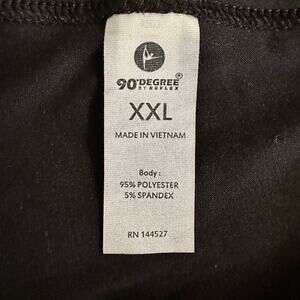 90°DEGREE®
BY REFLEX
XXL
MADE IN VIETNAM
Body :
95% POLYESTER
5% SPANDEX
RN 144527